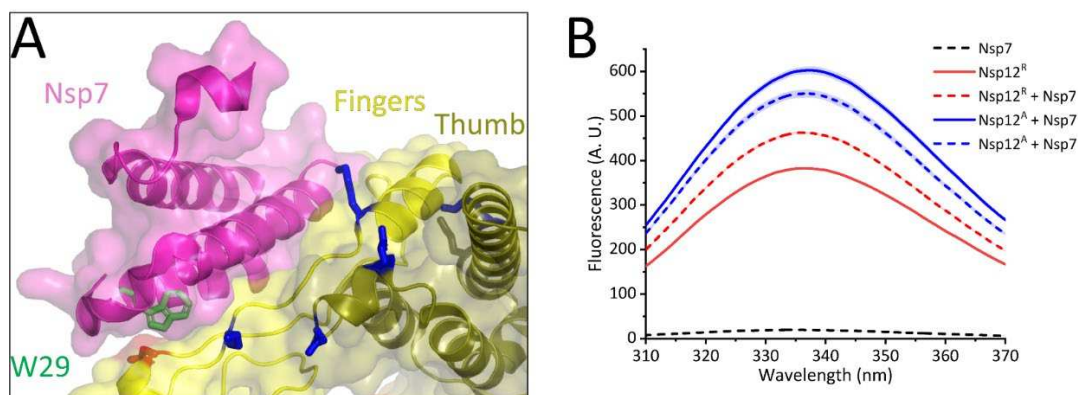 A
Nsp7
Fingers
Thumb
W29
B
Fluorescence (A. U.)
600
500
400
300
200
100
0
310
320
330
340
350
360
370
Wavelength (nm)
Nsp7
Nsp12ᴿ
Nsp12ᴿ + Nsp7
Nsp12ᴬ + Nsp7
Nsp12ᴬ + Nsp7